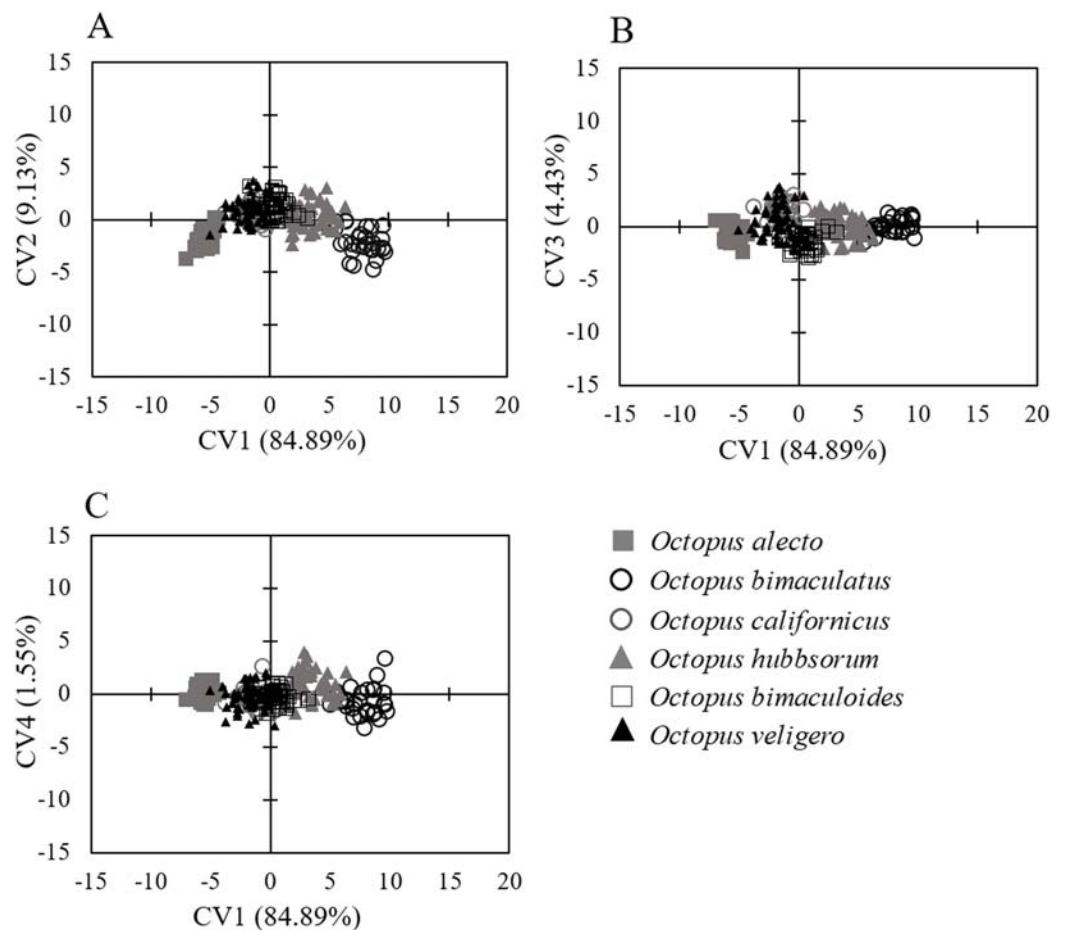 A
15
10
5
0
-5
-10
-15
CV2 (9.13%)
-15 -10 -5 0 5 10 15 20
CV1 (84.89%)
B
15
10
5
0
-5
-10
-15
CV3 (4.43%)
-15 -10 -5 0 5 10 15 20
CV1 (84.89%)
C
15
10
5
0
-5
-10
-15
CV4 (1.55%)
-15 -10 -5 0 5 10 15 20
CV1 (84.89%)
Octopus alecto
Octopus bimaculatus
Octopus californicus
Octopus hubbsorum
Octopus bimaculoides
Octopus veligero